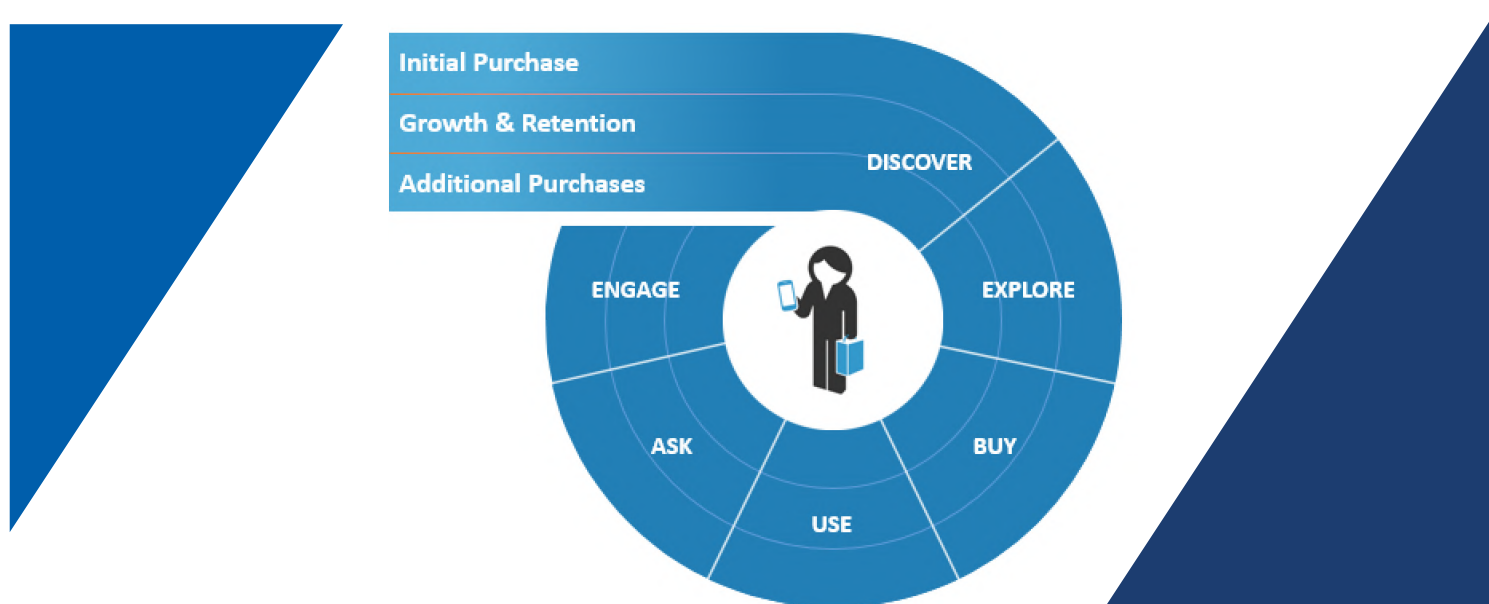 Initial Purchase
Growth & Retention
Additional Purchases
DISCOVER
EXPLORE
BUY
USE
ASK
ENGAGE